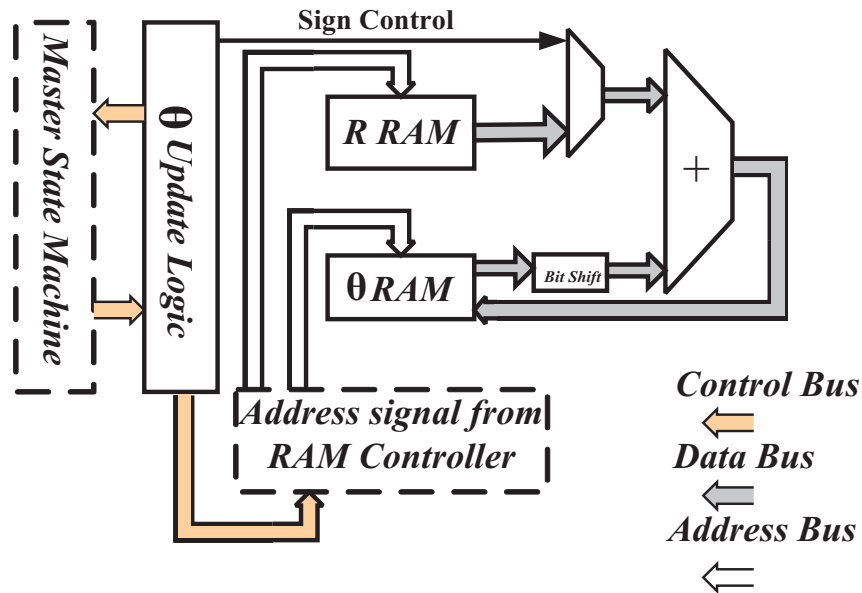 Sign Control
Master State Machine
θ Update Logic
R RAM
θ RAM
Bit Shift
+
Address signal from
RAM Controller
Control Bus
Data Bus
Address Bus